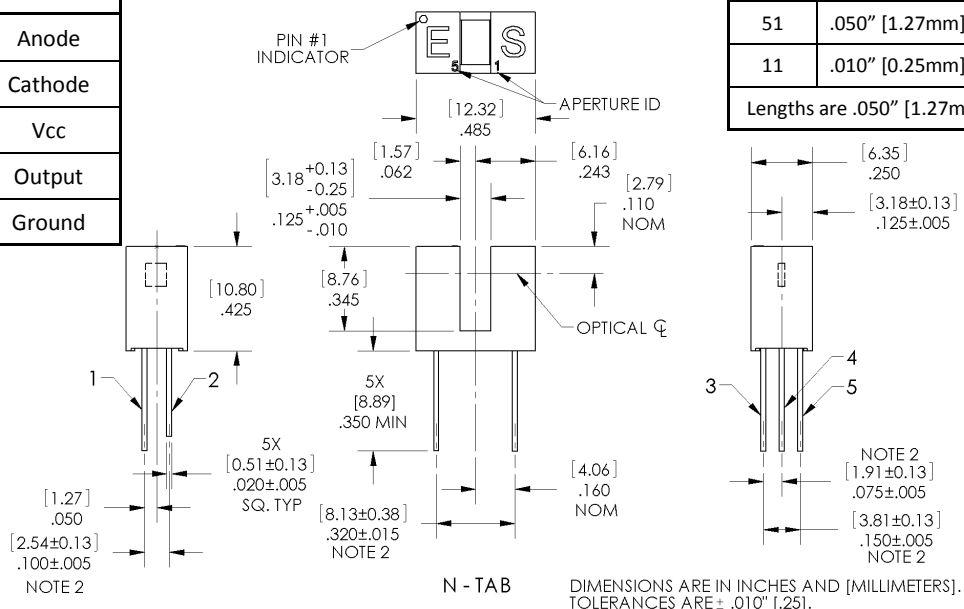 Anode
Cathode
Vcc
Output
Ground
PIN #1
INDICATOR
E S
5 1
APERTURE ID
51 .050” [1.27mm]
11 .010” [0.25mm]
Lengths are .050” [1.27m
[12.32]
.485
[1.57]
.062
[6.16]
.243
[3.18 +0.13 -0.25]
.125 +.005 -.010
[2.79]
.110
NOM
[6.35]
.250
[3.18±0.13]
.125±.005
[10.80]
.425
[8.76]
.345
OPTICAL ℄
1
2
5X
[8.89]
.350 MIN
3
4
5
5X
[0.51±0.13]
.020±.005
SQ. TYP
[1.27]
.050
[2.54±0.13]
.100±.005
NOTE 2
[8.13±0.38]
.320±.015
NOTE 2
[4.06]
.160
NOM
NOTE 2
[1.91±0.13]
.075±.005
[3.81±0.13]
.150±.005
NOTE 2
N - TAB
DIMENSIONS ARE IN INCHES AND [MILLIMETERS].
TOLERANCES ARE ± .010" [.25].